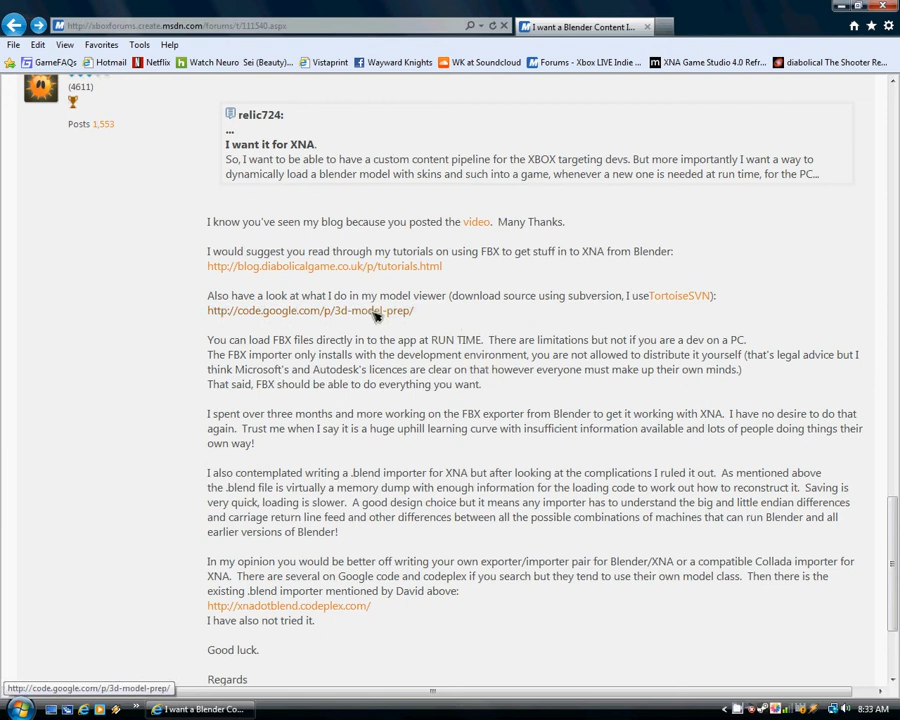 http://xboxforums.create.msdn.com/forums/t/111540.aspx
I want a Blender Content I...
File Edit View Favorites Tools Help
GameFAQs Hotmail Netflix Watch Neuro Sei (Beauty)... Vistaprint Wayward Knights WK at Soundcloud Forums - Xbox LIVE Indie ... XNA Game Studio 4.0 Refr... diabolical The Shooter Re...
(4611)
Posts 1,553
relic724:
...
I want it for XNA.
So, I want to be able to have a custom content pipeline for the XBOX targeting devs. But more importantly I want a way to
dynamically load a blender model with skins and such into a game, whenever a new one is needed at run time, for the PC...
I know you've seen my blog because you posted the video. Many Thanks.
I would suggest you read through my tutorials on using FBX to get stuff in to XNA from Blender:
http://blog.diabolicalgame.co.uk/p/tutorials.html
Also have a look at what I do in my model viewer (download source using subversion, I useTortoiseSVN):
http://code.google.com/p/3d-model-prep/
You can load FBX files directly in to the app at RUN TIME. There are limitations but not if you are a dev on a PC.
The FBX importer only installs with the development environment, you are not allowed to distribute it yourself (that's legal advice but I
think Microsoft's and Autodesk's licences are clear on that however everyone must make up their own minds.)
That said, FBX should be able to do everything you want.
I spent over three months and more working on the FBX exporter from Blender to get it working with XNA. I have no desire to do that
again. Trust me when I say it is a huge uphill learning curve with insufficient information available and lots of people doing things their
own way!
I also contemplated writing a .blend importer for XNA but after looking at the complications I ruled it out. As mentioned above
the .blend file is virtually a memory dump with enough information for the loading code to work out how to reconstruct it. Saving is
very quick, loading is slower. A good design choice but it means any importer has to understand the big and little endian differences
and carriage return line feed and other differences between all the possible combinations of machines that can run Blender and all
earlier versions of Blender!
In my opinion you would be better off writing your own exporter/importer pair for Blender/XNA or a compatible Collada importer for
XNA. There are several on Google code and codeplex if you search but they tend to use their own model class. Then there is the
existing .blend importer mentioned by David above:
http://xnadotblend.codeplex.com/
I have also not tried it.
Good luck.
Regards
http://code.google.com/p/3d-model-prep/
I want a Blender Co...
8:33 AM